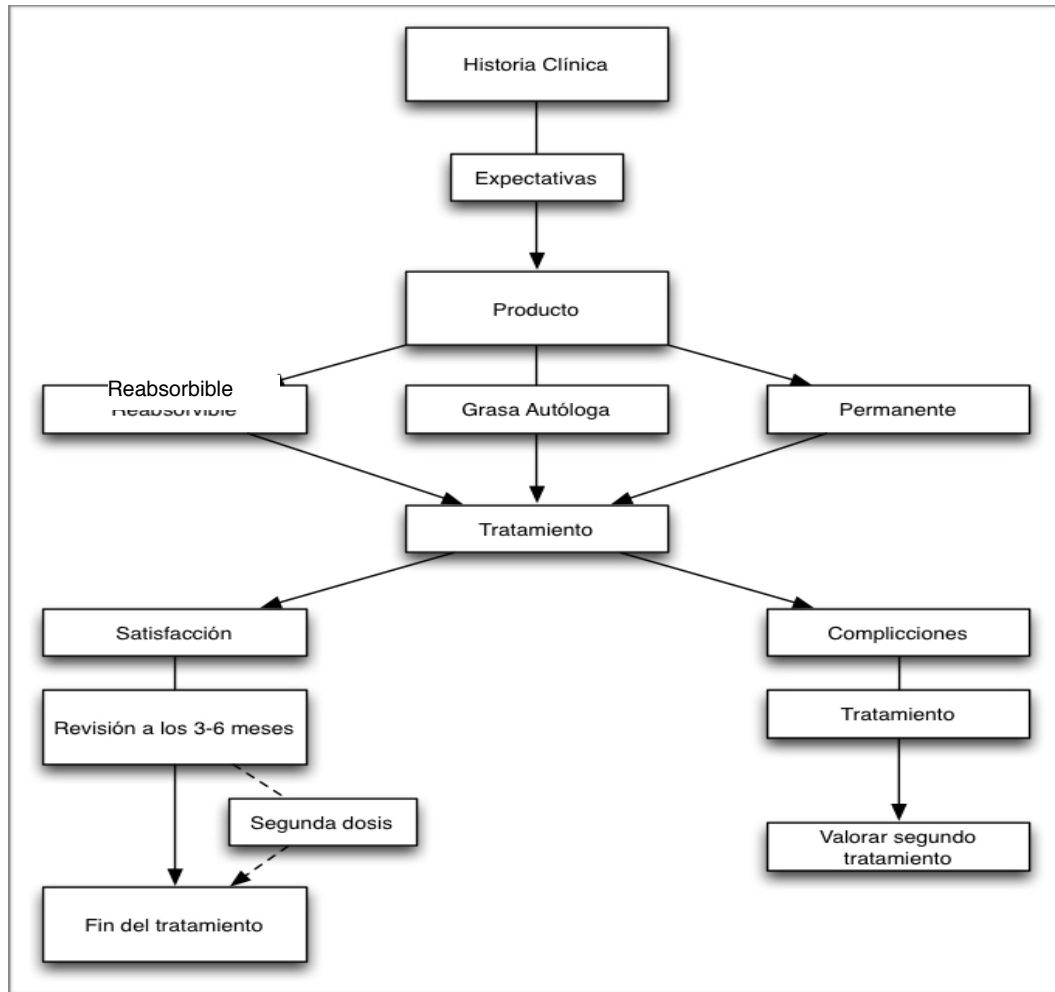 Historia Clínica
Expectativas
Producto
Reabsorbible
Reabsorvible
Grasa Autóloga
Permanente
Tratamiento
Satisfacción
Complicciones
Revisión a los 3-6 meses
Tratamiento
Segunda dosis
Valorar segundo
tratamiento
Fin del tratamiento